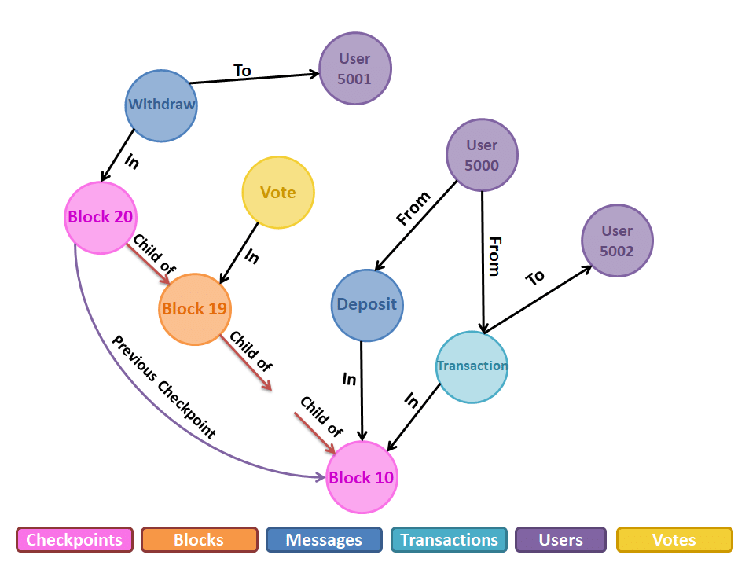 To
User
5001
Withdraw
In
User
5000
Block 20
Vote
From
User
5002
Child of
In
From
To
Block 19
Deposit
Child of
Previous Checkpoint
In
Transaction
Child of
In
Block 10
Checkpoints
Blocks
Messages
Transactions
Users
Votes